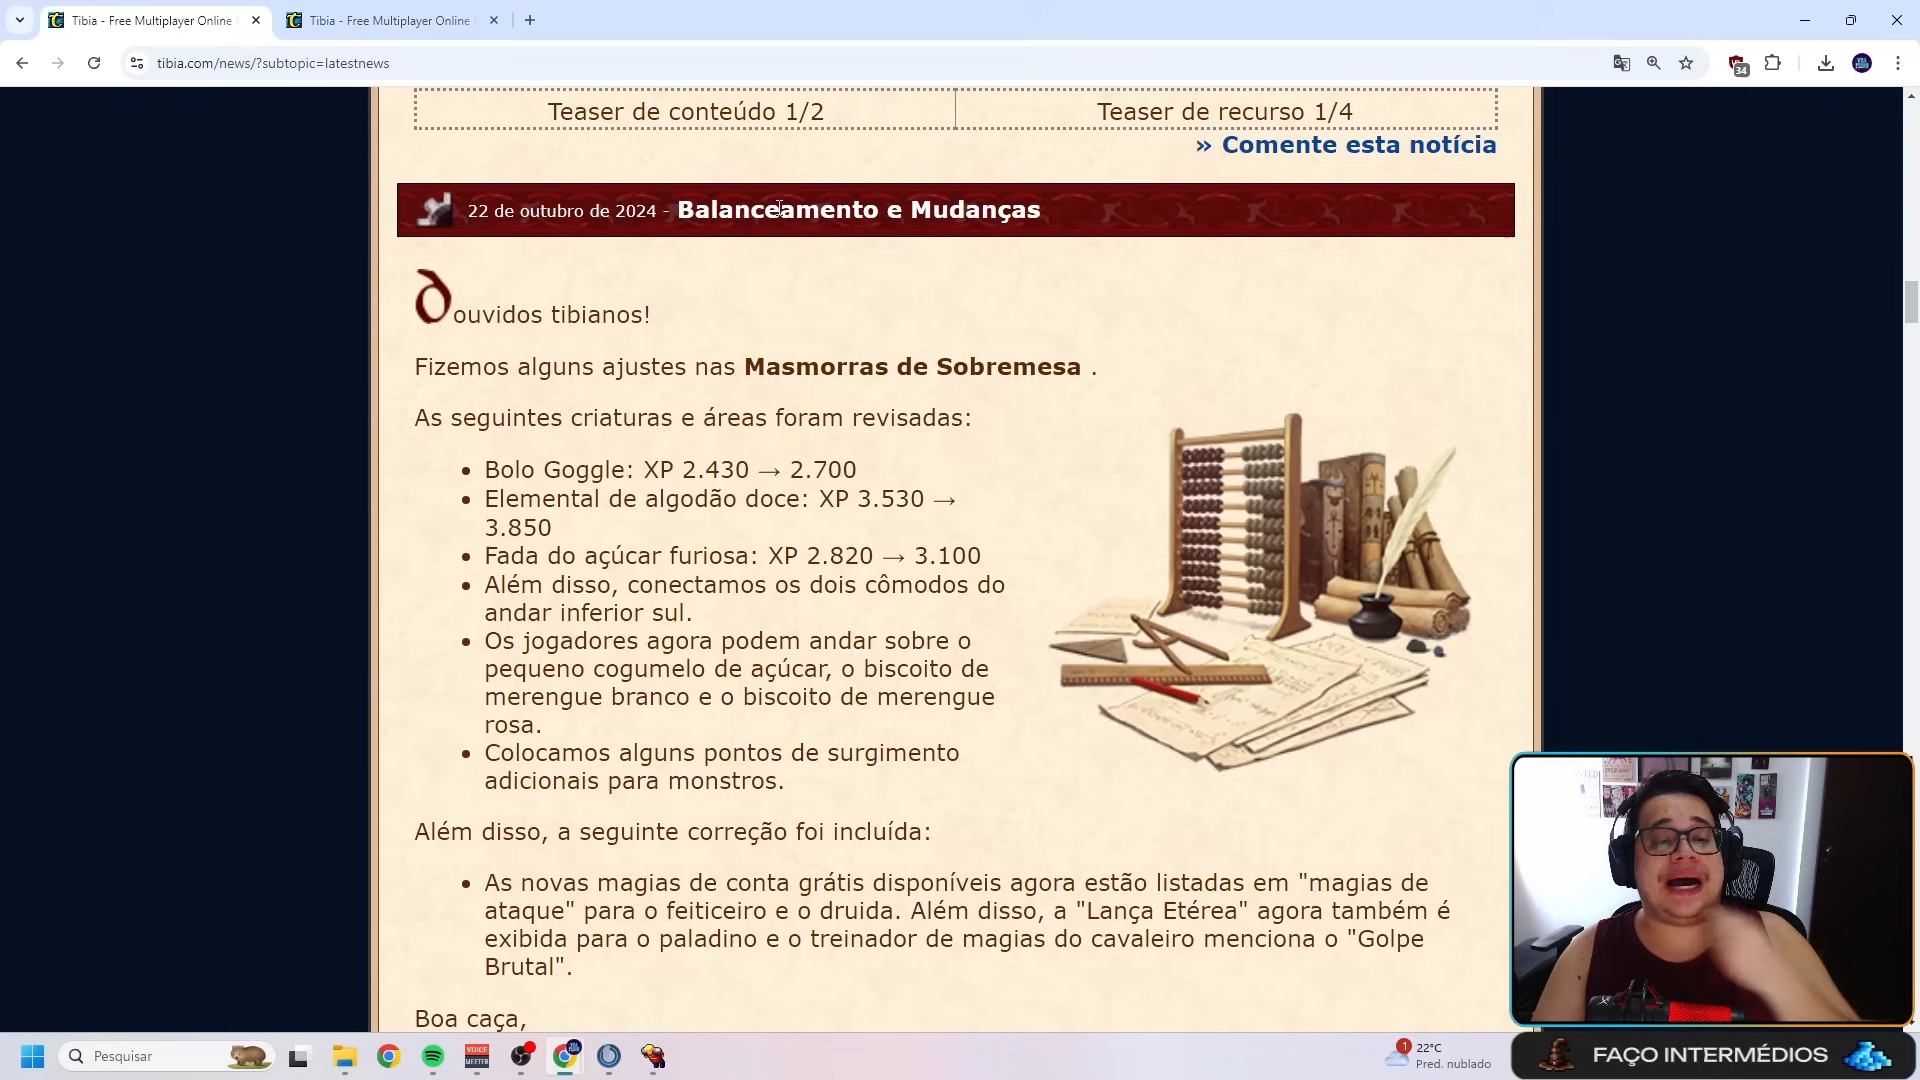 Tibia - Free Multiplayer Online
Tibia - Free Multiplayer Online
tibia.com/news/?subtopic=latestnews
34
Teaser de conteúdo 1/2
Teaser de recurso 1/4
» Comente esta notícia
22 de outubro de 2024 - Balanceamento e Mudanças
ouvidos tibianos!
Fizemos alguns ajustes nas Masmorras de Sobremesa .
As seguintes criaturas e áreas foram revisadas:
• Bolo Goggle: XP 2.430 → 2.700
• Elemental de algodão doce: XP 3.530 →
3.850
• Fada do açúcar furiosa: XP 2.820 → 3.100
• Além disso, conectamos os dois cômodos do
andar inferior sul.
• Os jogadores agora podem andar sobre o
pequeno cogumelo de açúcar, o biscoito de
merengue branco e o biscoito de merengue
rosa.
• Colocamos alguns pontos de surgimento
adicionais para monstros.
Além disso, a seguinte correção foi incluída:
• As novas magias de conta grátis disponíveis agora estão listadas em "magias de
ataque" para o feiticeiro e o druida. Além disso, a "Lança Etérea" agora também é
exibida para o paladino e o treinador de magias do cavaleiro menciona o "Golpe
Brutal".
Boa caça,
Pesquisar
VOICE
MEETER
1
22°C
Pred. nublado
FAÇO INTERMÉDIOS